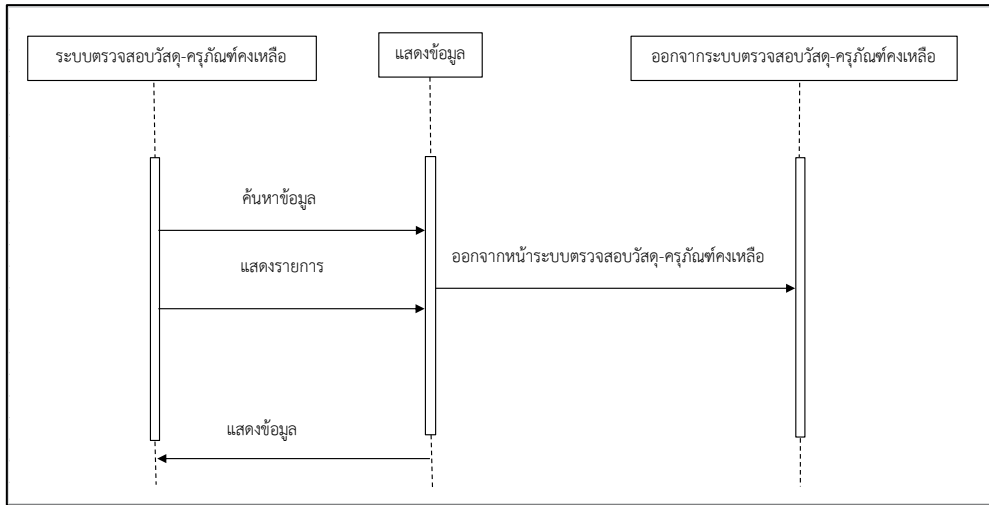 ระบบตรวจสอบวัสดุ-ครุภัณฑ์คงเหลือ
แสดงข้อมูล
ออกจากระบบตรวจสอบวัสดุ-ครุภัณฑ์คงเหลือ
ค้นหาข้อมูล
แสดงรายการ
ออกจากหน้าระบบตรวจสอบวัสดุ-ครุภัณฑ์คงเหลือ
แสดงข้อมูล